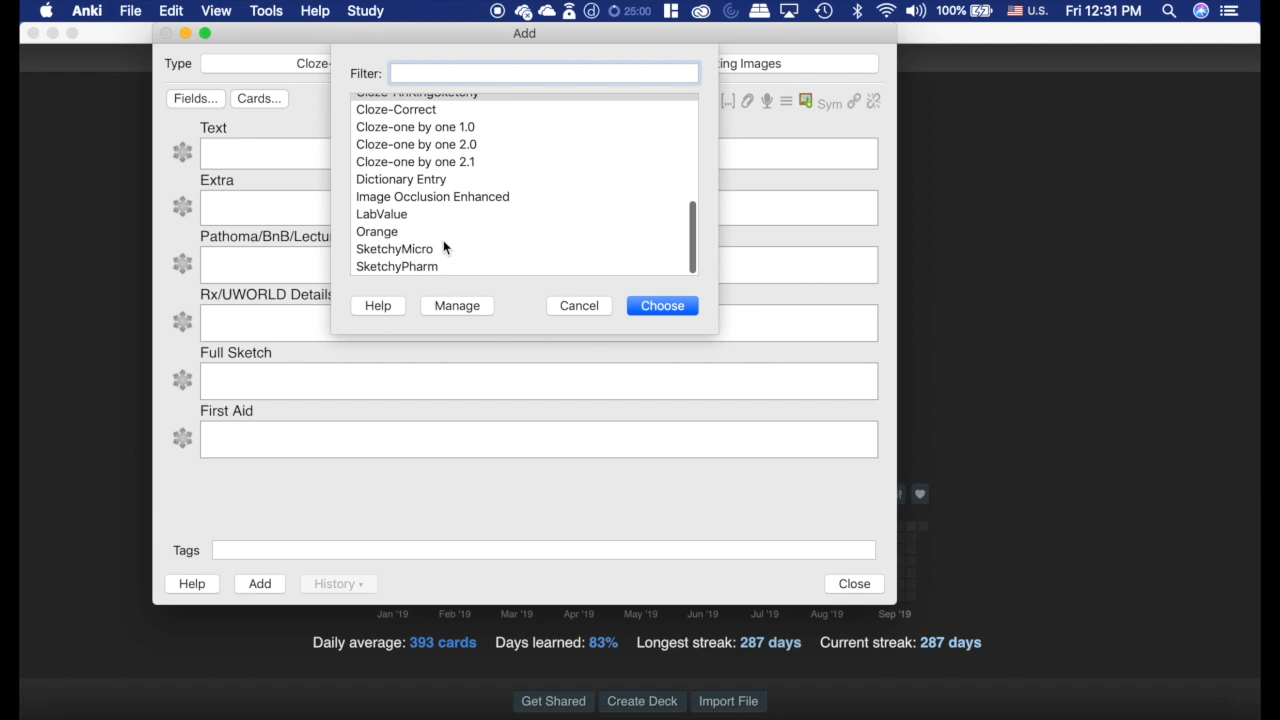 Anki File Edit View Tools Help Study 25:00 100% U.S. Fri 12:31 PM
Add
Type Cloze- ing Images
Filter:
Fields... Cards... [...] Sym
Cloze-AnKingSketchy
Cloze-Correct
Cloze-one by one 1.0
Cloze-one by one 2.0
Cloze-one by one 2.1
Dictionary Entry
Image Occlusion Enhanced
LabValue
Orange
SketchyMicro
SketchyPharm
Help Manage Cancel Choose
Text
Extra
Pathoma/BnB/Lectu
Rx/UWORLD Details
Full Sketch
First Aid
Tags
Help Add History Close
Jan '19 Feb '19 Mar '19 Apr '19 May '19 Jun '19 Jul '19 Aug '19 Sep '19
Daily average: 393 cards Days learned: 83% Longest streak: 287 days Current streak: 287 days
Get Shared Create Deck Import File